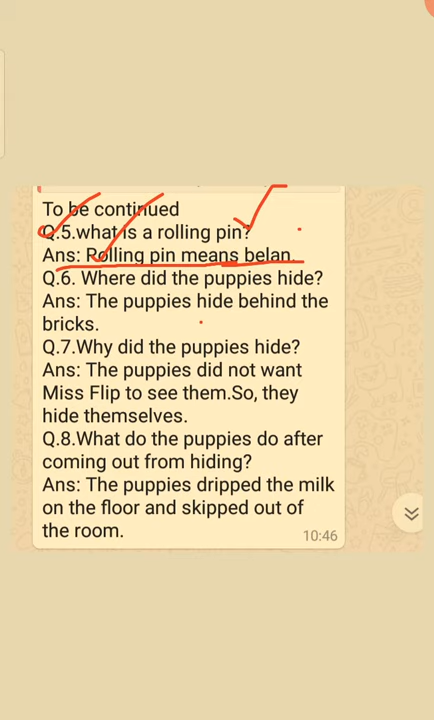 To be continued
Q.5.what is a rolling pin?
Ans: Rolling pin means belan.
Q.6. Where did the puppies hide?
Ans: The puppies hide behind the
bricks.
Q.7.Why did the puppies hide?
Ans: The puppies did not want
Miss Flip to see them.So, they
hide themselves.
Q.8.What do the puppies do after
coming out from hiding?
Ans: The puppies dripped the milk
on the floor and skipped out of
the room.
10:46